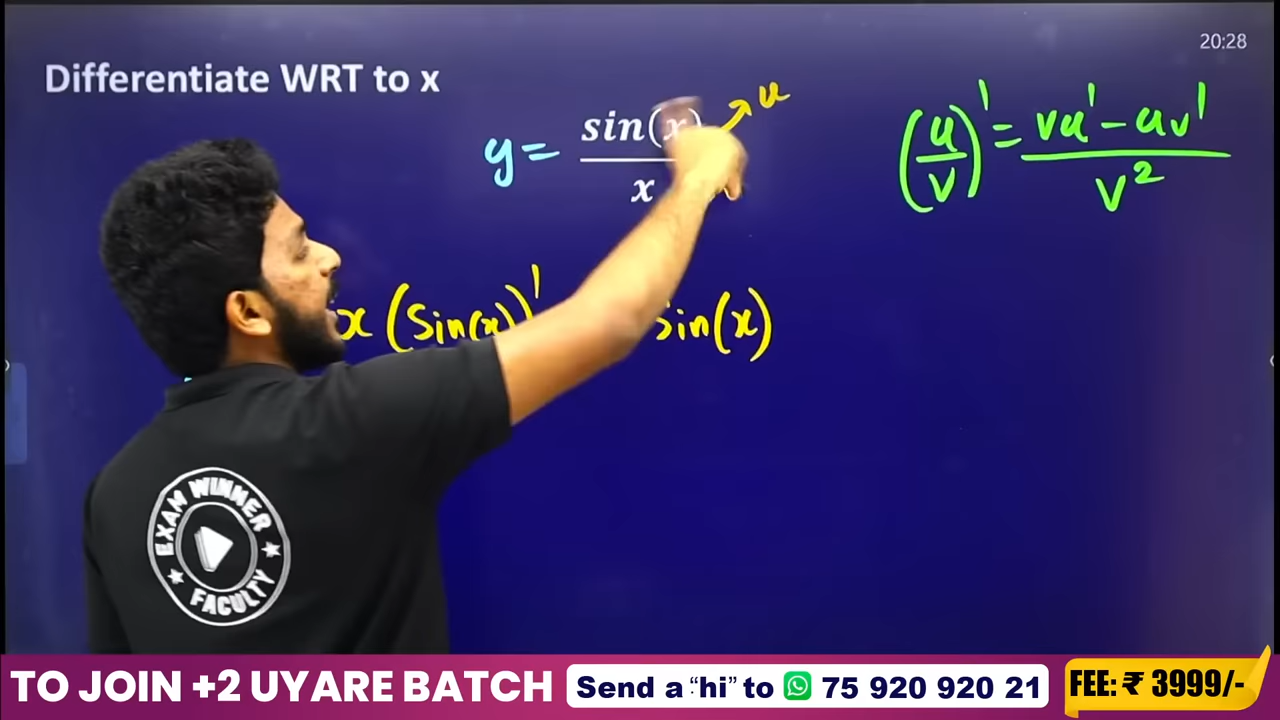 20:28
Differentiate WRT to x
y = sin(x) / x
u
(u/v)' = vu' - uv' / v²
x (sin(x))' sin(x)
EXAM WINNER
FACULTY
TO JOIN +2 UYARE BATCH
Send a “hi” to 75 920 920 21
FEE: ₹ 3999/-